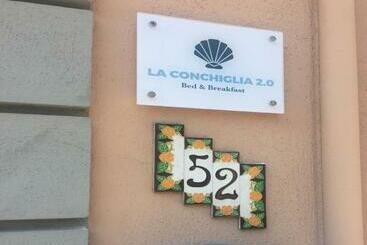 LA CONCHIGLIA 2.0
Bed & Breakfast
52